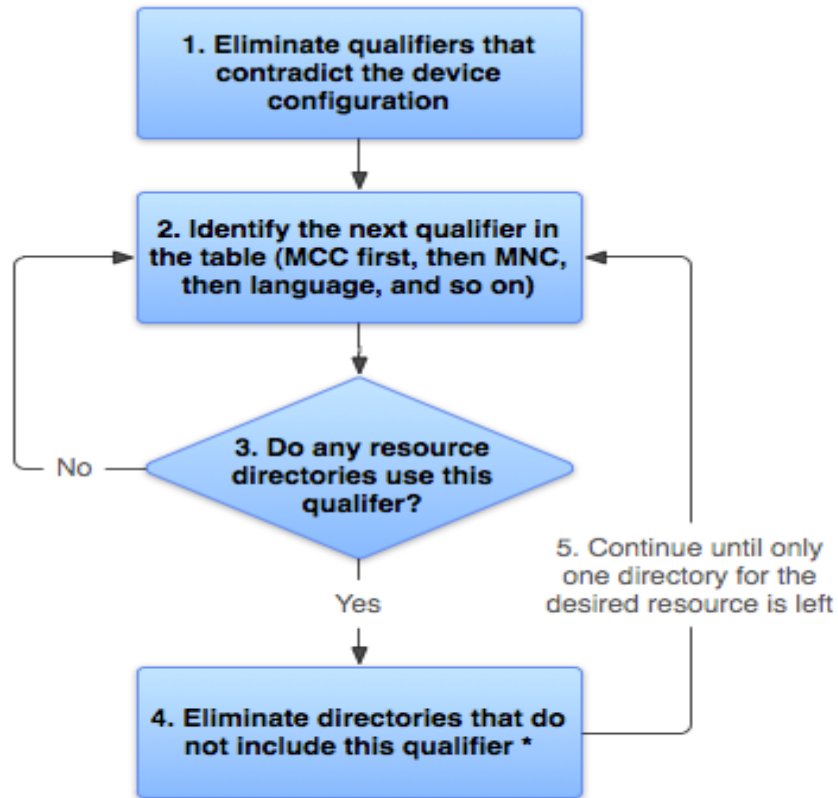 1. Eliminate qualifiers that
contradict the device
configuration
2. Identify the next qualifier in
the table (MCC first, then MNC,
then language, and so on)
3. Do any resource
directories use this
qualifer?
No
Yes
5. Continue until only
one directory for the
desired resource is left
4. Eliminate directories that do
not include this qualifier *